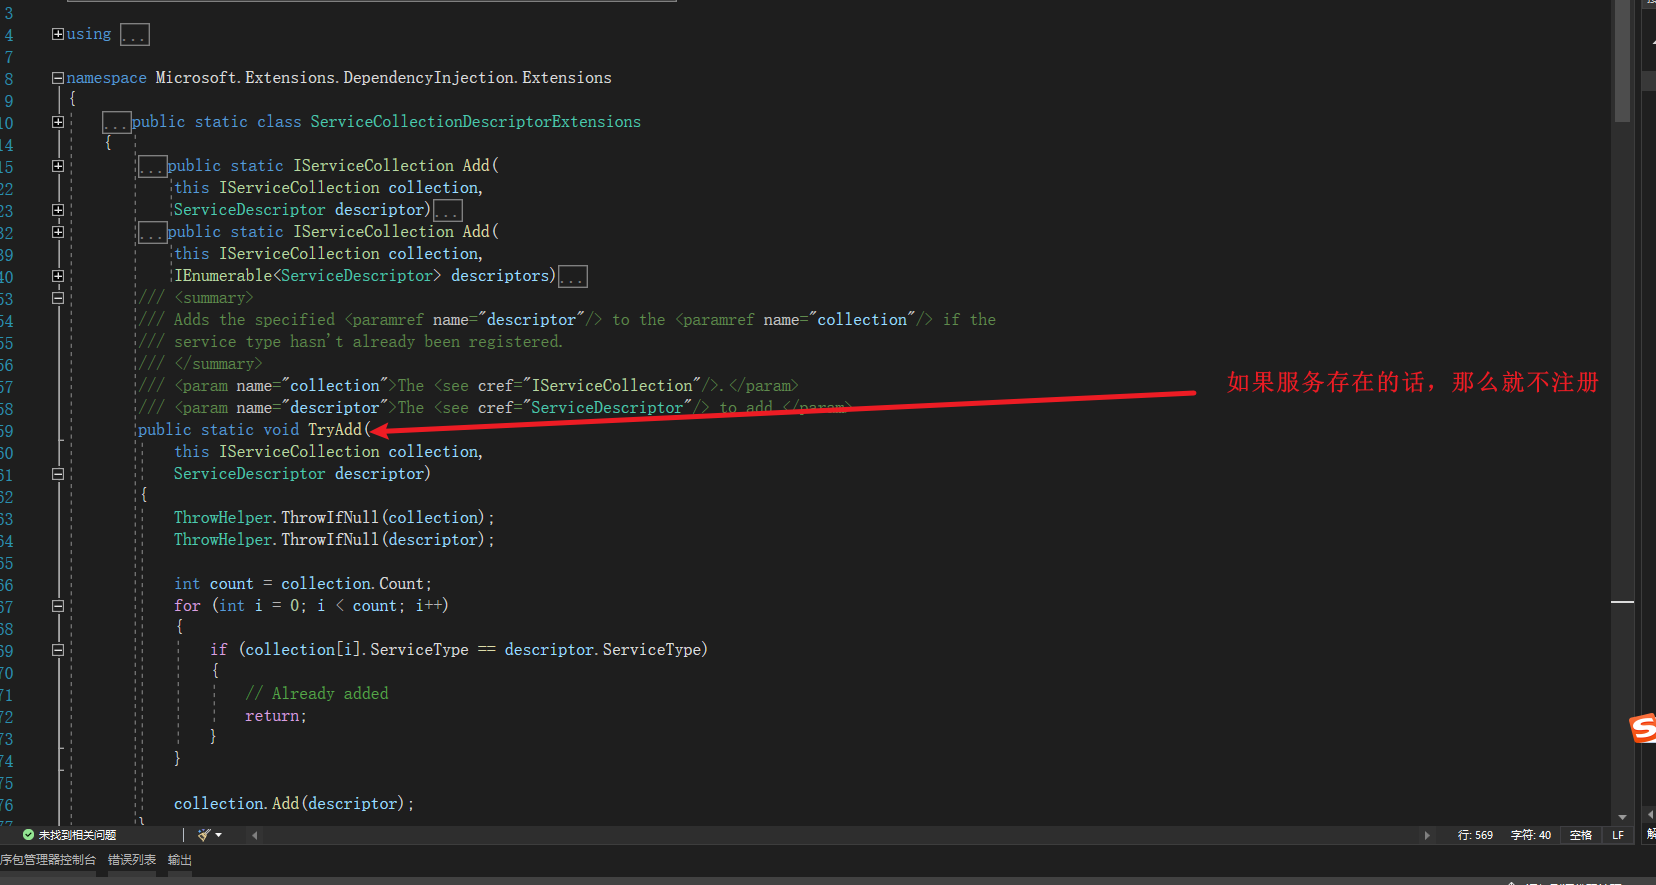 3
4 using ...
7
8 namespace Microsoft.Extensions.DependencyInjection.Extensions
9 {
10 ...public static class ServiceCollectionDescriptorExtensions
14 {
15 ...public static IServiceCollection Add(
22 this IServiceCollection collection,
23 ServiceDescriptor descriptor)...
32 ...public static IServiceCollection Add(
39 this IServiceCollection collection,
40 IEnumerable<ServiceDescriptor> descriptors)...
53 /// <summary>
54 /// Adds the specified <paramref name="descriptor"/> to the <paramref name="collection"/> if the
55 /// service type hasn't already been registered.
56 /// </summary>
57 /// <param name="collection">The <see cref="IServiceCollection"/>.</param>
如果服务存在的话，那么就不注册
58 /// <param name="descriptor">The <see cref="ServiceDescriptor"/> to add.</param>
59 public static void TryAdd(
60 this IServiceCollection collection,
61 ServiceDescriptor descriptor)
62 {
63 ThrowHelper.ThrowIfNull(collection);
64 ThrowHelper.ThrowIfNull(descriptor);
65
66 int count = collection.Count;
67 for (int i = 0; i < count; i++)
68 {
69 if (collection[i].ServiceType == descriptor.ServiceType)
70 {
71 // Already added
72 return;
73 }
74 }
75
76 collection.Add(descriptor);
77 }
未找到相关问题 行: 569 字符: 40 空格 LF
序包管理器控制台 错误列表 输出